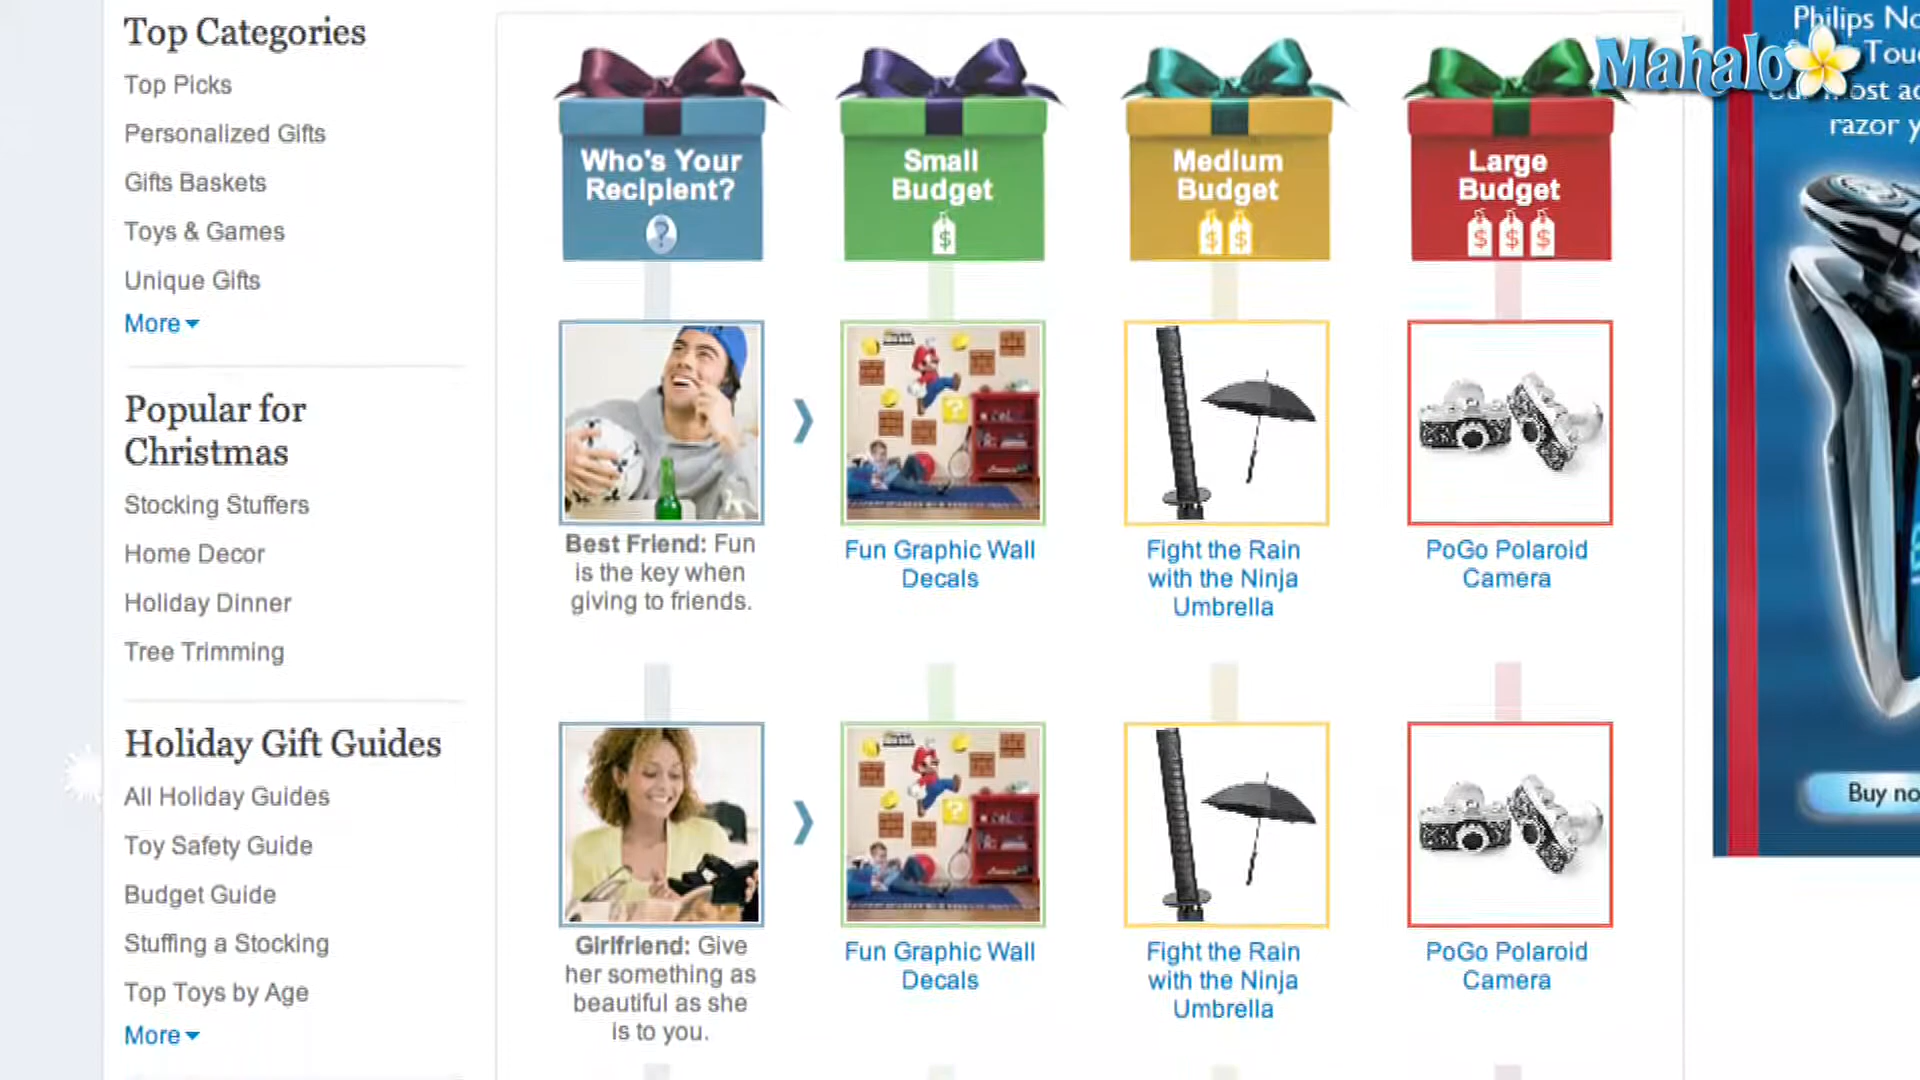 Top Categories
Top Picks
Personalized Gifts
Gifts Baskets
Toys & Games
Unique Gifts
More
Popular for
Christmas
Stocking Stuffers
Home Decor
Holiday Dinner
Tree Trimming
Holiday Gift Guides
All Holiday Guides
Toy Safety Guide
Budget Guide
Stuffing a Stocking
Top Toys by Age
More
Who's Your
Recipient?
?
Small
Budget
$
Medium
Budget
$ $
Large
Budget
$ $ $
Best Friend: Fun
is the key when
giving to friends.
Fun Graphic Wall
Decals
Fight the Rain
with the Ninja
Umbrella
PoGo Polaroid
Camera
Girlfriend: Give
her something as
beautiful as she
is to you.
Fun Graphic Wall
Decals
Fight the Rain
with the Ninja
Umbrella
PoGo Polaroid
Camera
Mahalo
Philips No
Tou
most ac
razor y
Buy no